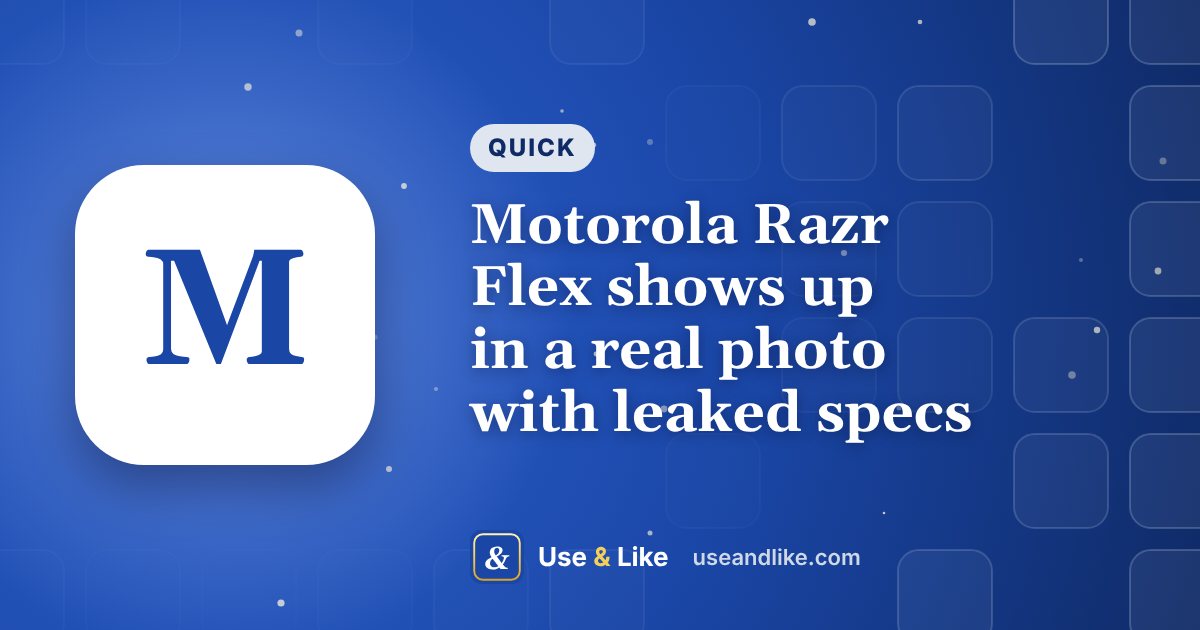 M
QUICK
Motorola Razr
Flex shows up
in a real photo
with leaked specs
& Use & Like useandlike.com